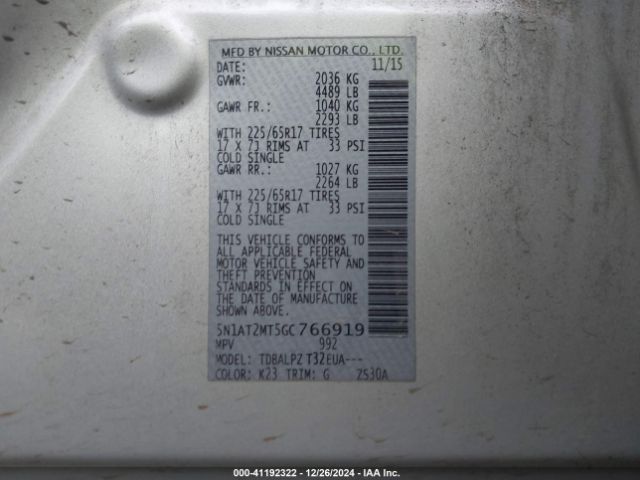 MFD BY NISSAN MOTOR CO., LTD.
DATE: 11/15
GVWR: 2036 KG
4489 LB
GAWR FR.: 1040 KG
2293 LB
WITH 225/65R17 TIRES
17 X 7J RIMS AT 33 PSI
COLD SINGLE
GAWR RR.: 1027 KG
2264 LB
WITH 225/65R17 TIRES
17 X 7J RIMS AT 33 PSI
COLD SINGLE
THIS VEHICLE CONFORMS TO
ALL APPLICABLE FEDERAL
MOTOR VEHICLE SAFETY AND
THEFT PREVENTION
STANDARDS IN EFFECT ON
THE DATE OF MANUFACTURE
SHOWN ABOVE.
5N1AT2MT5GC766919
MPV 992
MODEL: TDBALPZ T32EUA---
COLOR: K23 TRIM: G 2530A
000-41192322 - 12/26/2024 - IAA Inc.